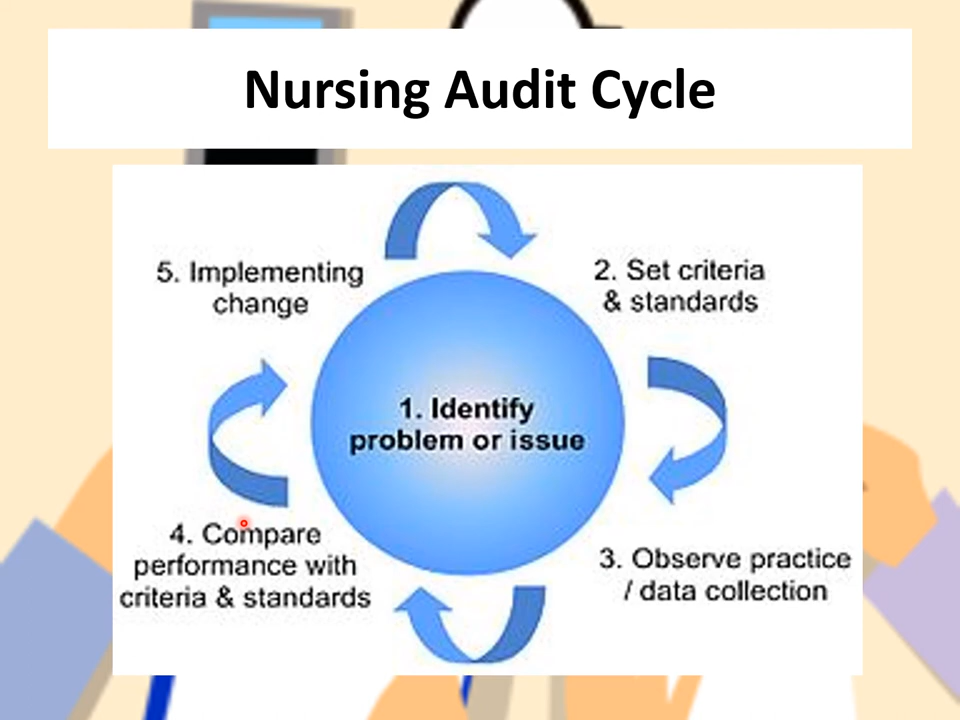 Nursing Audit Cycle
5. Implementing
change
2. Set criteria
& standards
1. Identify
problem or issue
4. Compare
performance with
criteria & standards
3. Observe practice
/ data collection